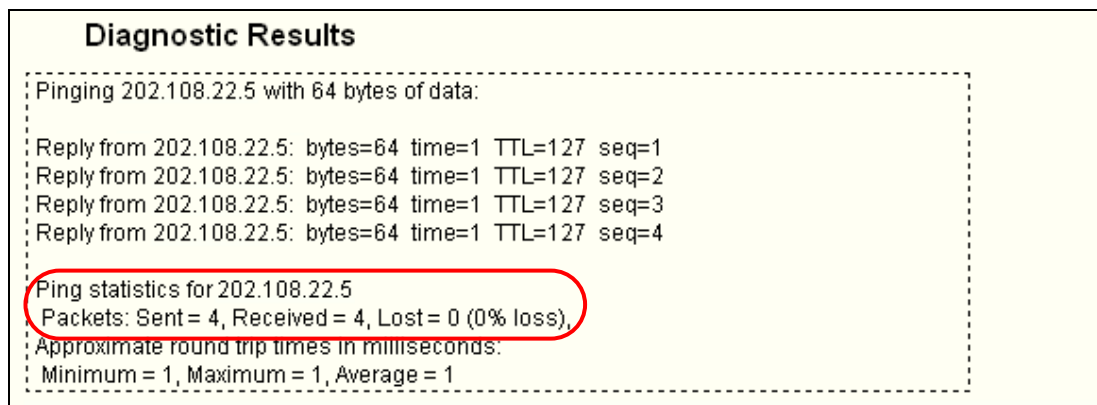 Diagnostic Results
Pinging 202.108.22.5 with 64 bytes of data:
Reply from 202.108.22.5: bytes=64 time=1 TTL=127 seq=1
Reply from 202.108.22.5: bytes=64 time=1 TTL=127 seq=2
Reply from 202.108.22.5: bytes=64 time=1 TTL=127 seq=3
Reply from 202.108.22.5: bytes=64 time=1 TTL=127 seq=4
Ping statistics for 202.108.22.5
Packets: Sent = 4, Received = 4, Lost = 0 (0% loss),
Approximate round trip times in milliseconds:
Minimum = 1, Maximum = 1, Average = 1